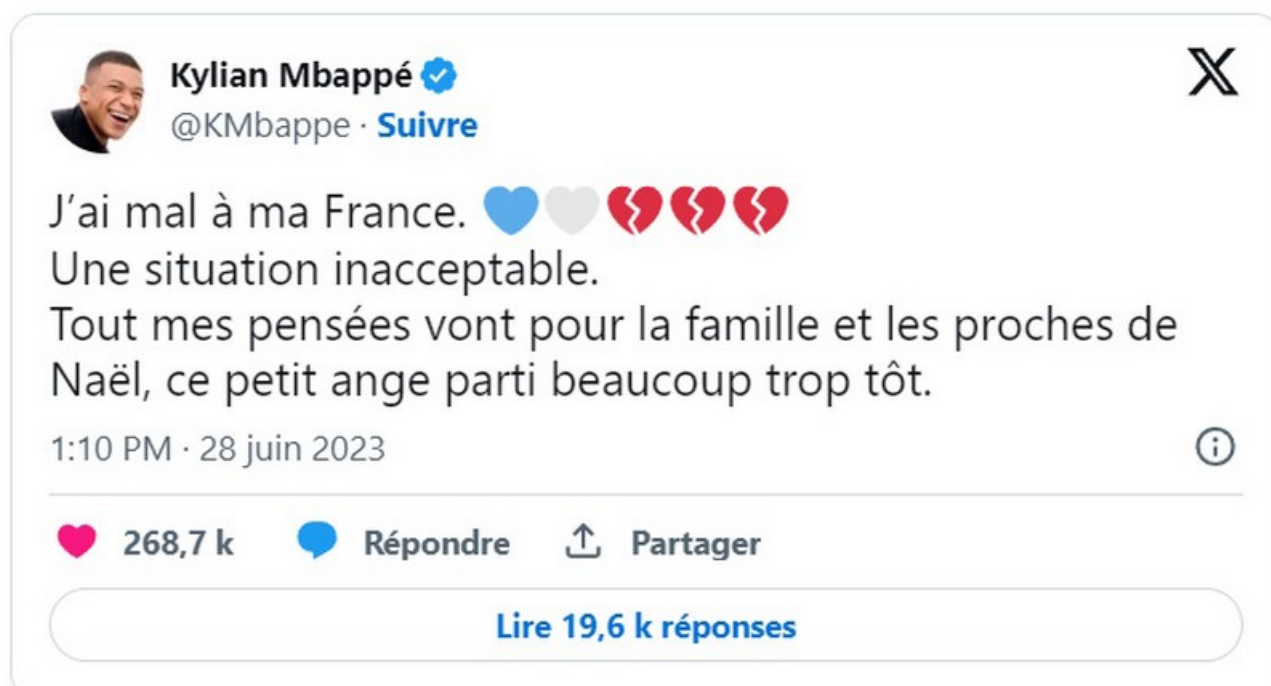 Kylian Mbappé
@KMbappe · Suivre
J’ai mal à ma France. 💙🤍💔💔💔
Une situation inacceptable.
Tout mes pensées vont pour la famille et les proches de
Naël, ce petit ange parti beaucoup trop tôt.
1:10 PM · 28 juin 2023
268,7 k Répondre Partager
Lire 19,6 k réponses